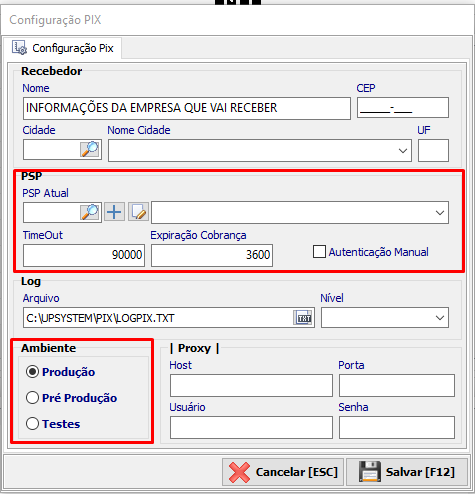 Configuração PIX
Configuração Pix
Recebedor
Nome CEP
INFORMAÇÕES DA EMPRESA QUE VAI RECEBER _____-___
Cidade Nome Cidade UF
PSP
PSP Atual
TimeOut Expiração Cobrança
90000 3600 Autenticação Manual
Log
Arquivo Nível
C:\UPSYSTEM\PIX\LOGPIX.TXT TXT
Ambiente | Proxy |
Produção Host Porta
Pré Produção
Testes Usuário Senha
Cancelar [ESC] Salvar [F12]